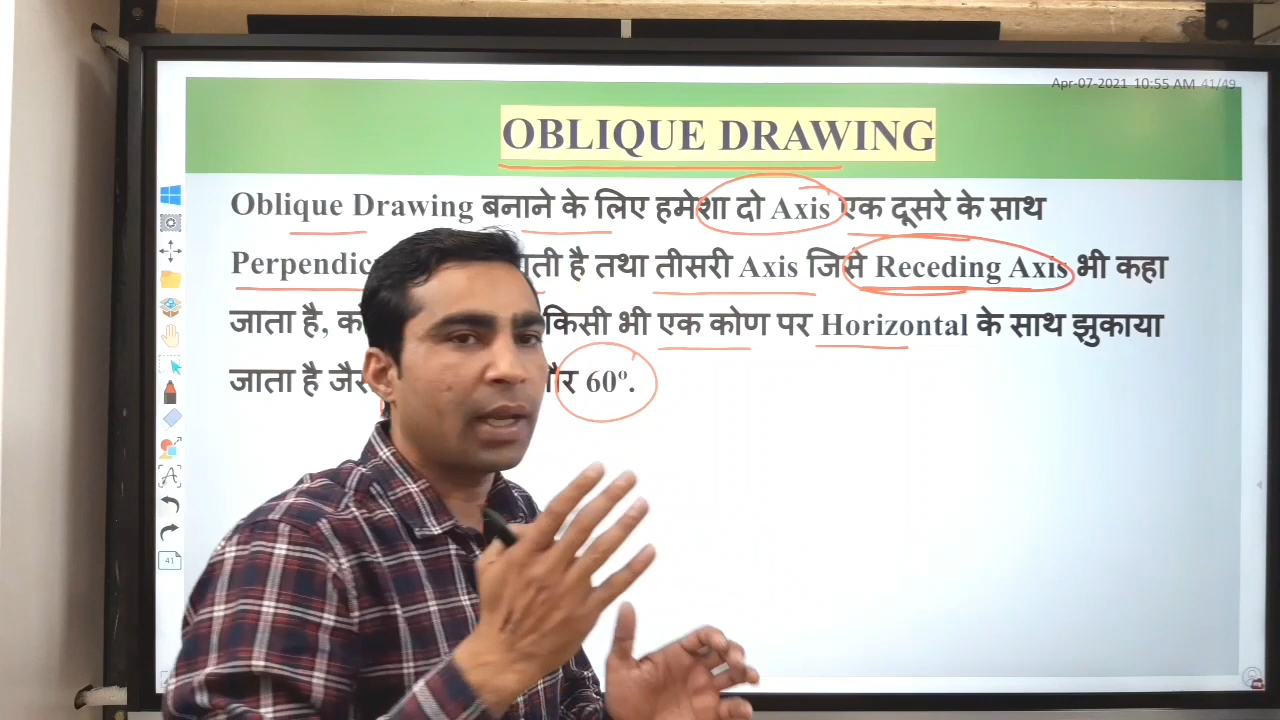 Apr-07-2021 10:55 AM 41/49
OBLIQUE DRAWING
Oblique Drawing बनाने के लिए हमेशा दो Axis एक दूसरे के साथ
है तथा तीसरी Axis जिसे Receding Axis भी कहा
जाता है, किसी भी एक कोण पर Horizontal के साथ झुकाया
जाता है 60º.
41